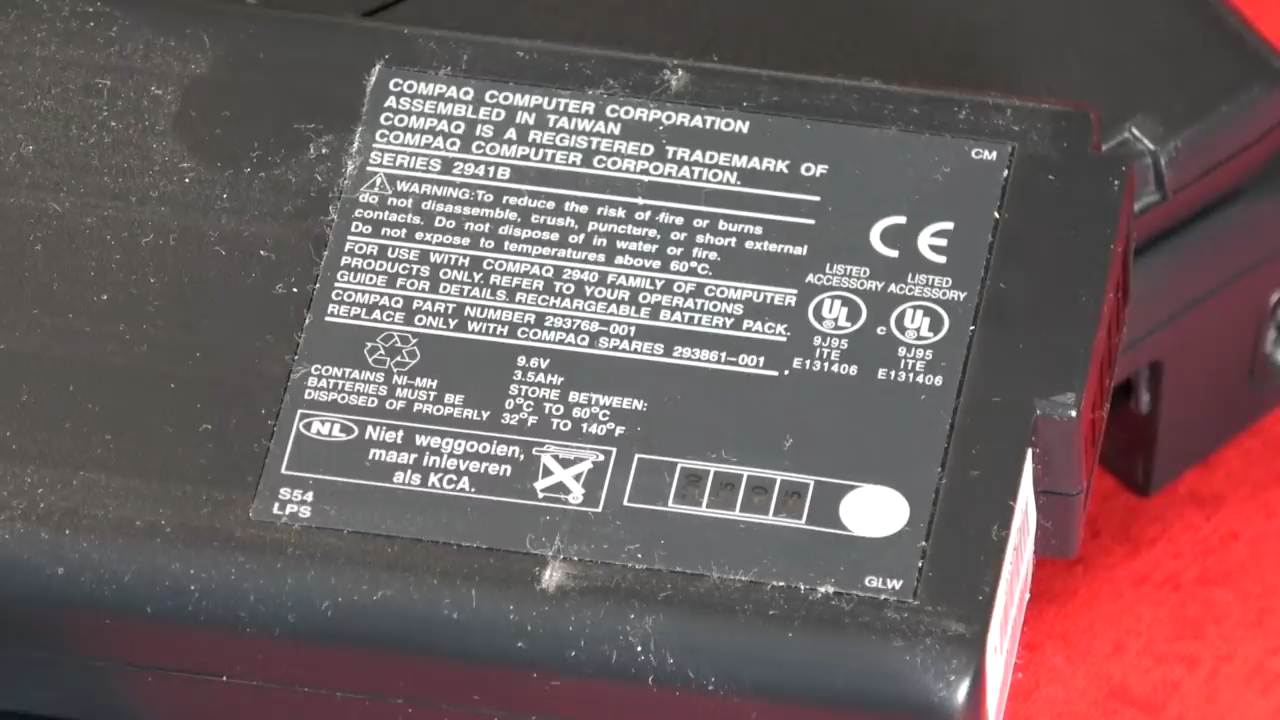 COMPAQ COMPUTER CORPORATION
ASSEMBLED IN TAIWAN
COMPAQ IS A REGISTERED TRADEMARK OF
COMPAQ COMPUTER CORPORATION.
CM
SERIES 2941B
WARNING:To reduce the risk of fire or burns
do not disassemble, crush, puncture, or short external
contacts. Do not dispose of in water or fire.
Do not expose to temperatures above 60°C.
FOR USE WITH COMPAQ 2940 FAMILY OF COMPUTER
PRODUCTS ONLY. REFER TO YOUR OPERATIONS
GUIDE FOR DETAILS. RECHARGEABLE BATTERY PACK.
COMPAQ PART NUMBER 293768-001
REPLACE ONLY WITH COMPAQ SPARES 293861-001
CE
LISTED
ACCESSORY
UL ®
9J95
ITE
E131406
LISTED
ACCESSORY
C UL ®
9J95
ITE
E131406
CONTAINS NI-MH
BATTERIES MUST BE
DISPOSED OF PROPERLY
9.6V
3.5AHr
STORE BETWEEN:
0°C TO 60°C
32°F TO 140°F
NL Niet weggooien,
maar inleveren
als KCA.
S54
LPS
GLW